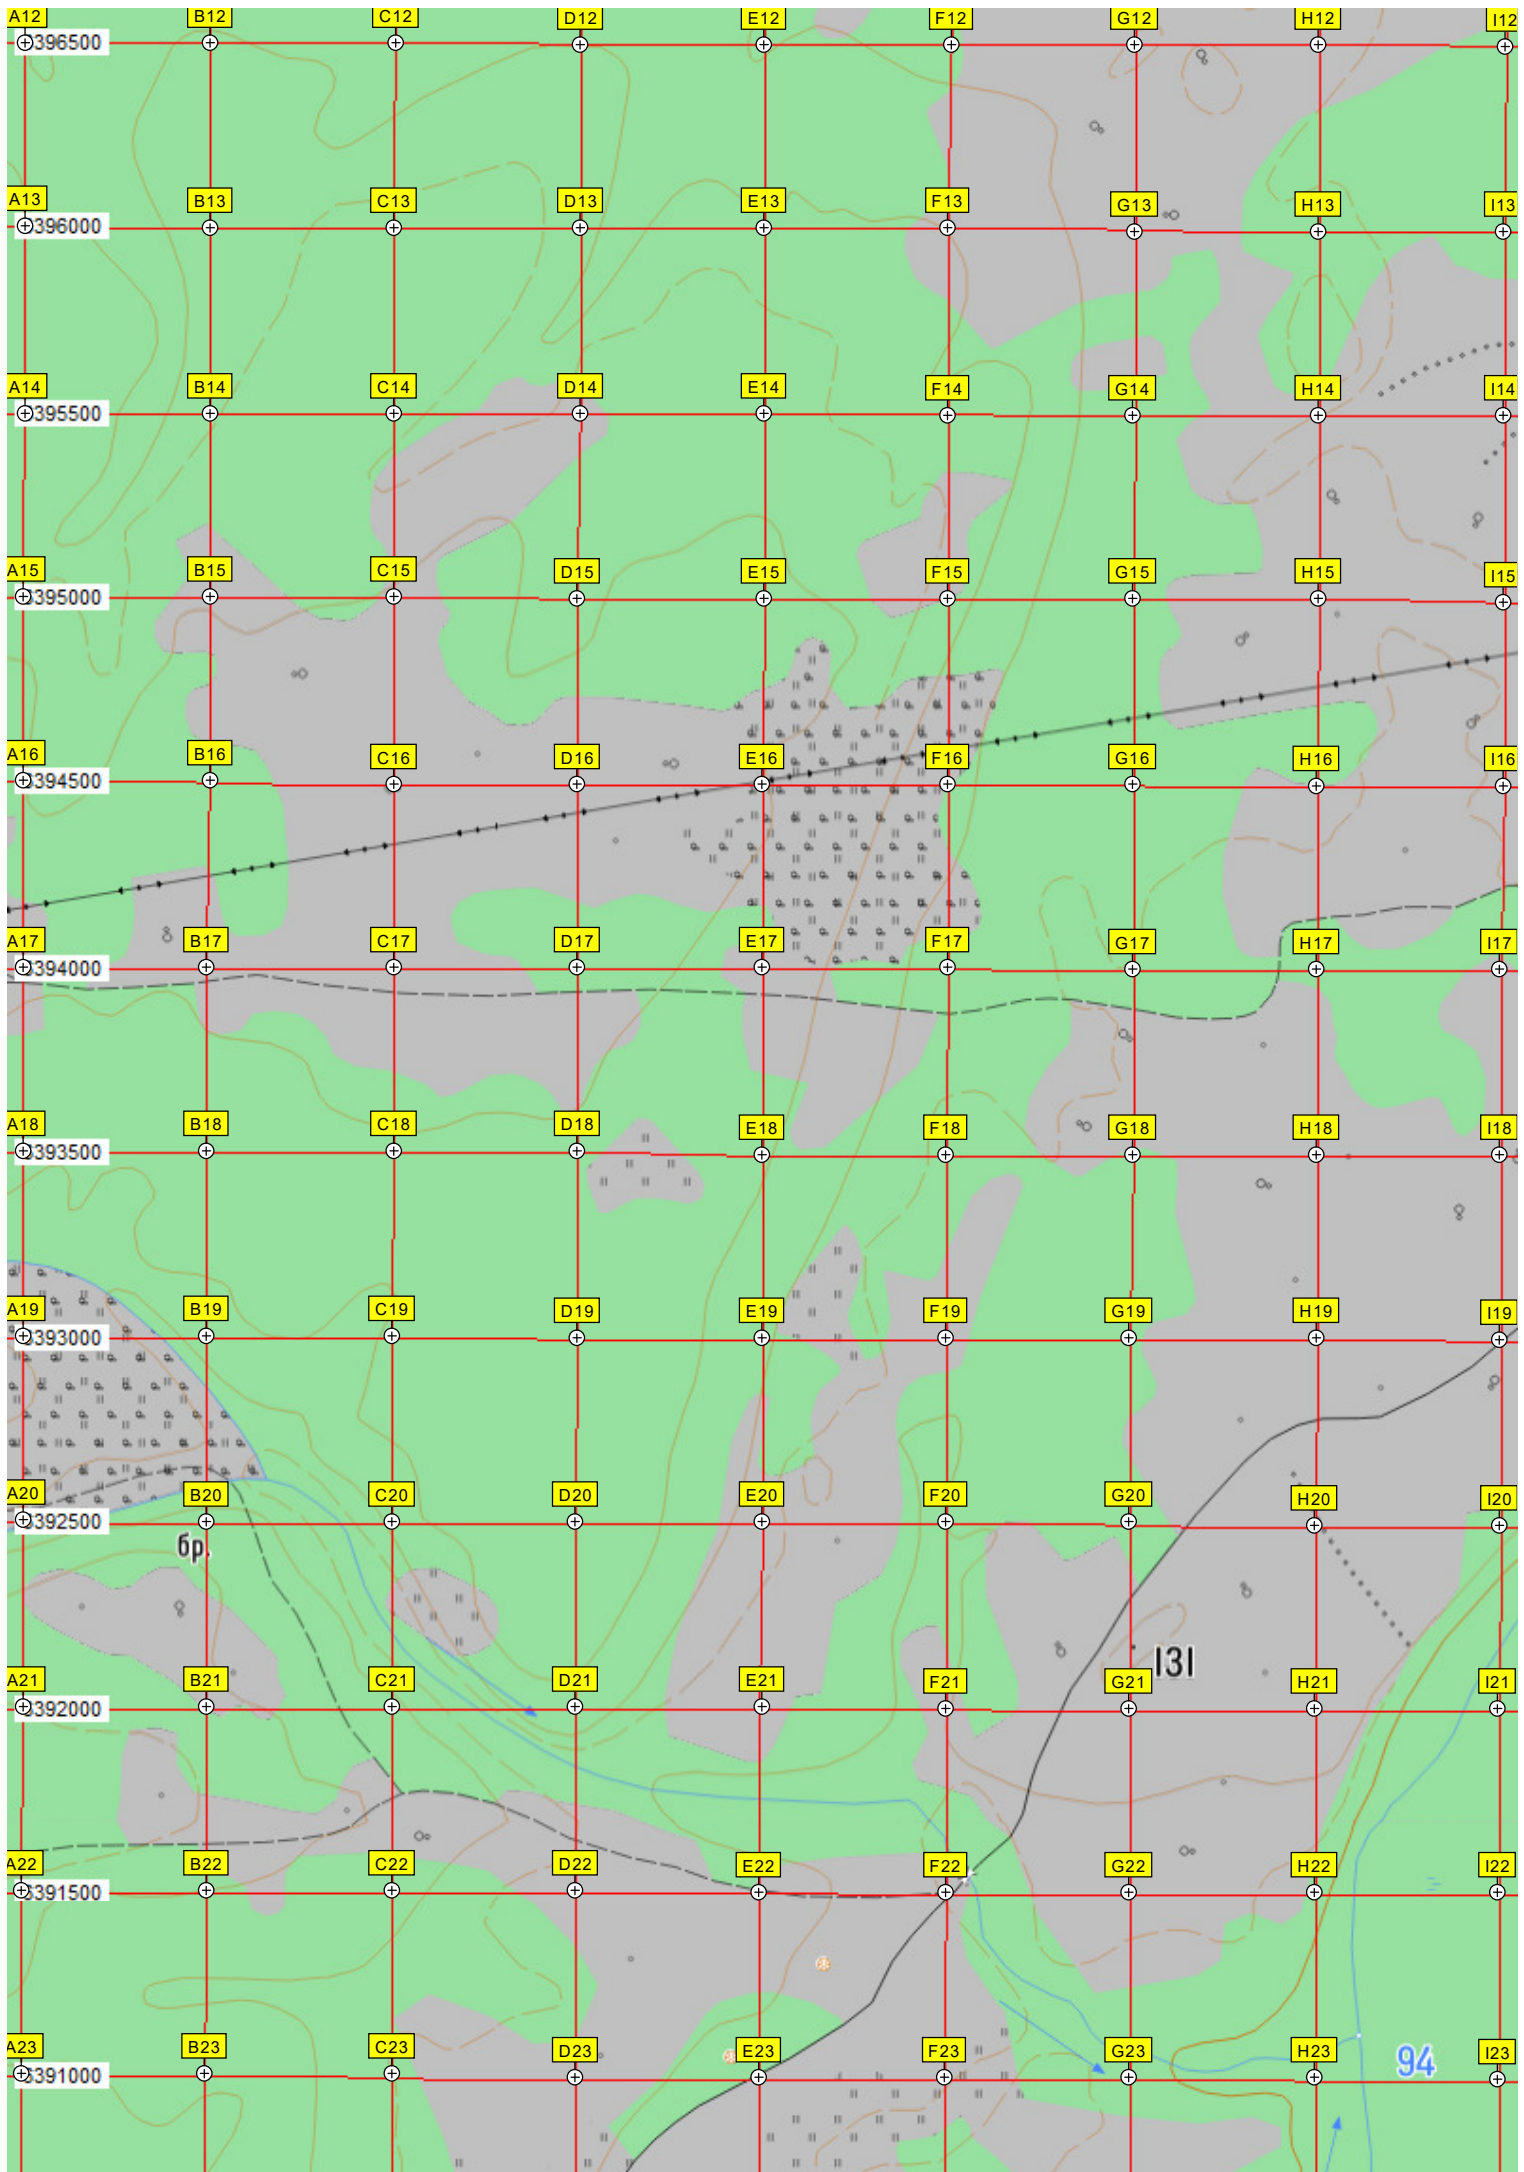 A12 B12 C12 D12 E12 F12 G12 H12 I12
396500
A13 B13 C13 D13 E13 F13 G13 H13 I13
396000
A14 B14 C14 D14 E14 F14 G14 H14 I14
395500
A15 B15 C15 D15 E15 F15 G15 H15 I15
395000
A16 B16 C16 D16 E16 F16 G16 H16 I16
394500
A17 B17 C17 D17 E17 F17 G17 H17 I17
394000
A18 B18 C18 D18 E18 F18 G18 H18 I18
393500
A19 B19 C19 D19 E19 F19 G19 H19 I19
393000
A20 B20 C20 D20 E20 F20 G20 H20 I20
392500
бр.
131
A21 B21 C21 D21 E21 F21 G21 H21 I21
392000
A22 B22 C22 D22 E22 F22 G22 H22 I22
391500
A23 B23 C23 D23 E23 F23 G23 H23 I23
94
391000